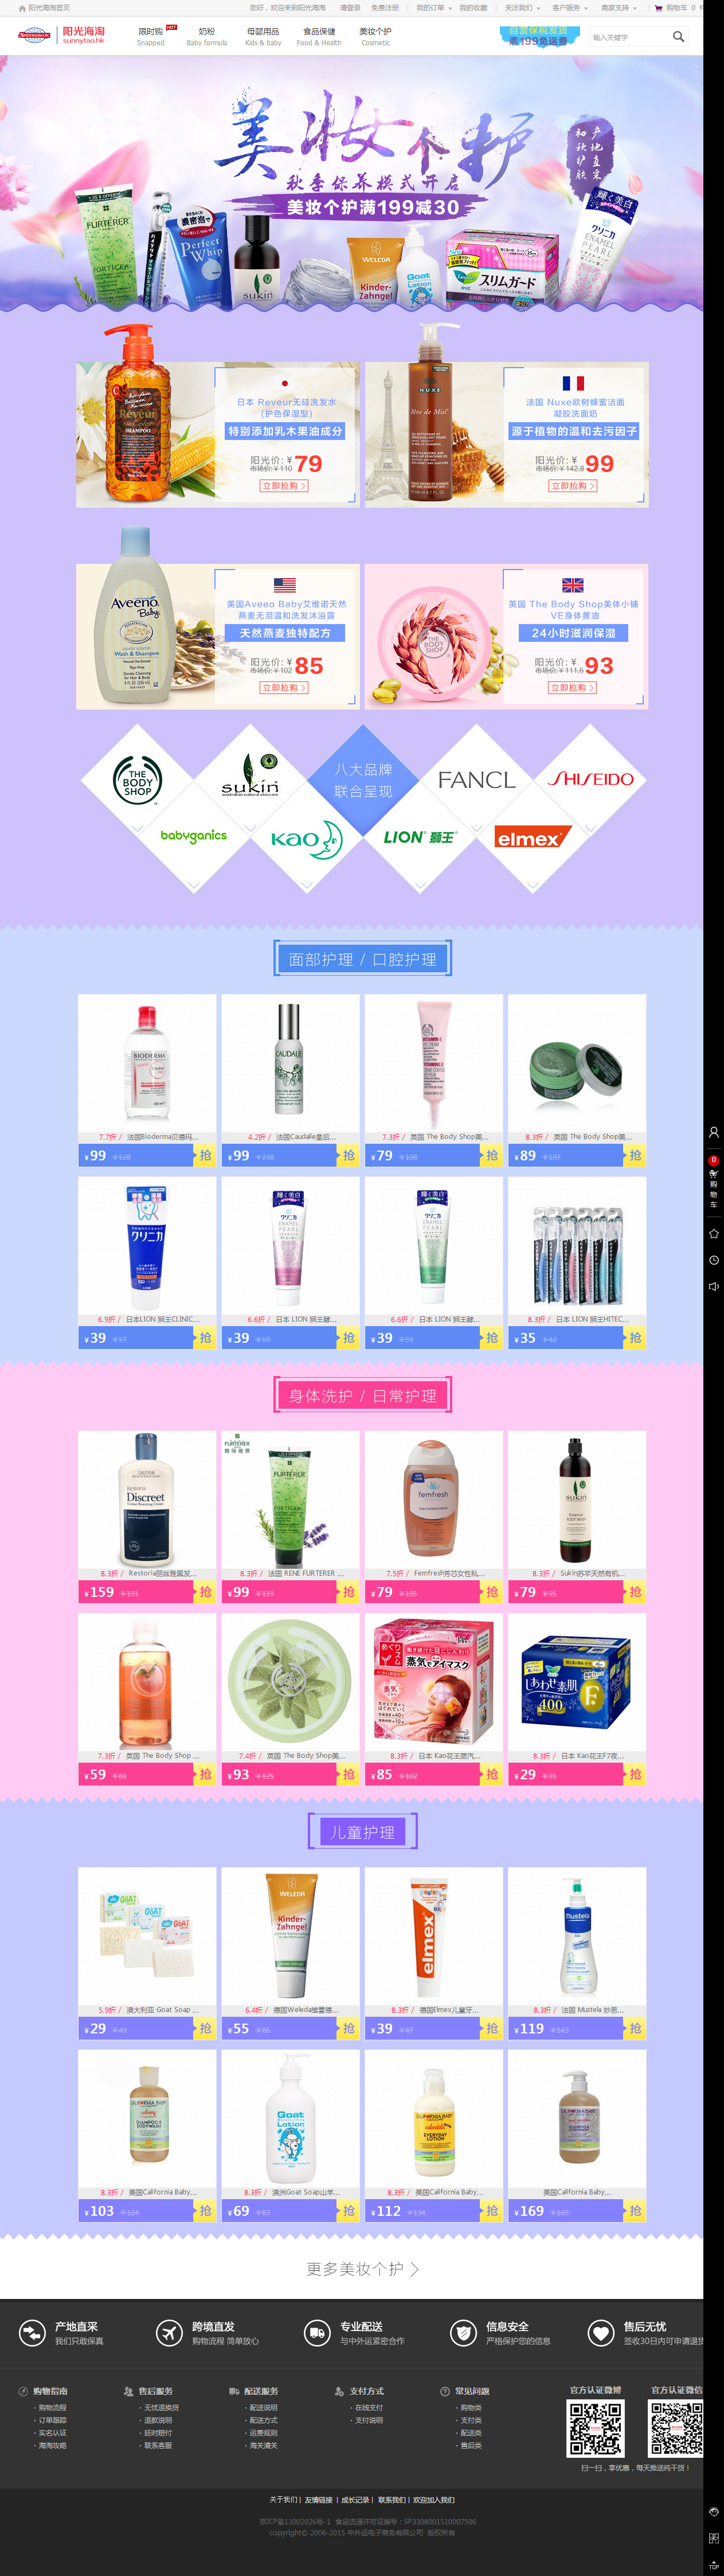 阳光海淘首页
您好，欢迎来到阳光海淘 请登录 免费注册 我的订单 我的收藏 关注我们 客户服务 商家支持 购物车 0 件
阳光海淘
sunnytao.hk
限时购 HOT 奶粉 母婴用品 食品保健 美妆个护
Snapped Baby formula Kids & baby Food & Health Cosmetic
自营保税发货
满199免运费
输入关键字
美妆个护
初秋护肤
产地直采
秋季保养模式开启
美妆个护满199减30
日本 Reveur无硅洗发水
(护色保湿型)
特别添加乳木果油成分
阳光价: ¥ 79
市场价: ¥ 110
立即抢购
法国 Nuxe欧树蜂蜜洁面
凝胶洗面奶
源于植物的温和去污因子
阳光价: ¥ 99
市场价: ¥ 142.8
立即抢购
美国Aveeo Baby艾维诺天然
燕麦无泪温和洗发沐浴露
天然燕麦独特配方
阳光价: ¥ 85
市场价: ¥ 102
立即抢购
英国 The Body Shop美体小铺
VE身体黄油
24小时滋润保湿
阳光价: ¥ 93
市场价: ¥ 111.6
立即抢购
THE BODY SHOP
sukin
八大品牌
联合呈现
FANCL
SHISEIDO
babyganics
kao
LION 狮王
elmex
面部护理 / 口腔护理
7.7折 / 法国Bioderma贝德玛...
4.2折 / 法国Caudalie皇后...
7.3折 / 英国 The Body Shop美...
8.3折 / 英国 The Body Shop美...
¥99 ¥128 抢
¥99 ¥238 抢
¥79 ¥108 抢
¥89 ¥107 抢
6.9折 / 日本LION 狮王CLINIC...
6.6折 / 日本 LION 狮王酵...
6.6折 / 日本 LION 狮王酵...
8.3折 / 日本 LION 狮王HITEC...
¥39 ¥57 抢
¥39 ¥59 抢
¥39 ¥59 抢
¥35 ¥42 抢
身体洗护 / 日常护理
8.3折 / Restoria丽丝雅黑发...
8.3折 / 法国 RENE FURTERER ...
7.5折 / Femfresh芳芯女性私...
8.3折 / Sukin苏芊天然有机...
¥159 ¥191 抢
¥99 ¥119 抢
¥79 ¥105 抢
¥79 ¥95 抢
7.3折 / 英国 The Body Shop ...
7.4折 / 英国 The Body Shop美...
8.3折 / 日本 Kao花王蒸汽...
8.3折 / 日本 Kao花王F7夜...
¥59 ¥81 抢
¥93 ¥125 抢
¥85 ¥102 抢
¥29 ¥35 抢
儿童护理
5.9折 / 澳大利亚 Goat Soap ...
6.4折 / 德国Weleda维蕾德...
8.3折 / 德国Elmex儿童牙...
8.3折 / 法国 Mustela 妙思...
¥29 ¥49 抢
¥55 ¥86 抢
¥39 ¥47 抢
¥119 ¥143 抢
8.3折 / 美国California Baby...
8.3折 / 澳洲Goat Soap山羊...
8.3折 / 美国California Baby...
美国California Baby...
¥103 ¥124 抢
¥69 ¥83 抢
¥112 ¥134 抢
¥169 ¥169 抢
更多美妆个护
0
购物车
产地直采
我们只敢保真
跨境直发
购物流程 简单放心
专业配送
与中外运紧密合作
信息安全
严格保护您的信息
售后无忧
签收30日内可申请退货
购物指南 售后服务 配送服务 支付方式 常见问题 官方认证微博 官方认证微信
· 购物流程 · 无忧退换货 · 配送说明 · 在线支付 · 购物类
· 订单跟踪 · 退款说明 · 配送方式 · 支付说明 · 支付类
· 实名认证 · 延时赔付 · 运费规则 · 配送类
· 海淘攻略 · 联系客服 · 海关清关 · 售后类
扫一扫，享优惠，每天推送纯干货！
关于我们 | 友情链接 | 成长记录 | 联系我们 | 欢迎加入我们
京ICP备13002026号-1 食品流通许可证编号：SP3308001510007506
copyright© 2006-2015 中外运电子商务有限公司 版权所有
TOP